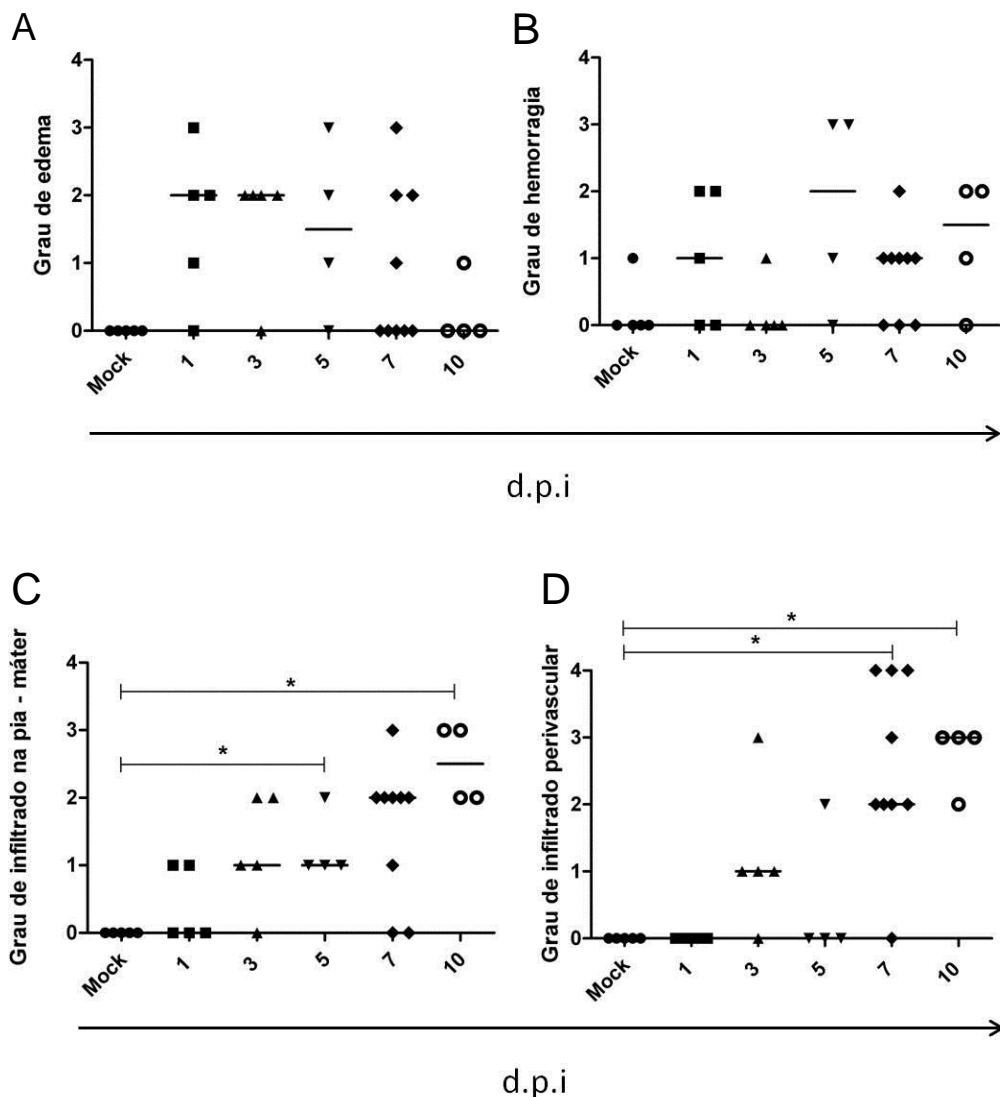 A
Grau de edema
4
3
2
1
0
Mock 1 3 5 7 10
B
Grau de hemorragia
4
3
2
1
0
Mock 1 3 5 7 10
d.p.i
C
Grau de infiltrado na pia - máter
4
3
2
1
0
*
*
Mock 1 3 5 7 10
D
Grau de infiltrado perivascular
4
3
2
1
0
*
*
Mock 1 3 5 7 10
d.p.i